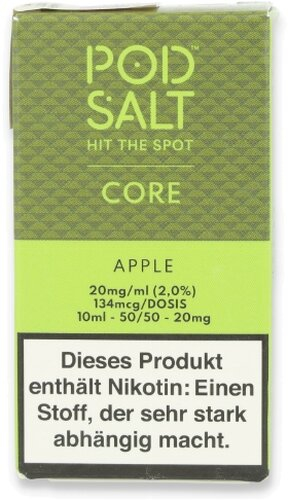 POD™
SALT
HIT THE SPOT
CORE
APPLE
20mg/ml (2,0%)
134mcg/DOSIS
10ml - 50/50 - 20mg
Dieses Produkt
enthält Nikotin: Einen
Stoff, der sehr stark
abhängig macht.